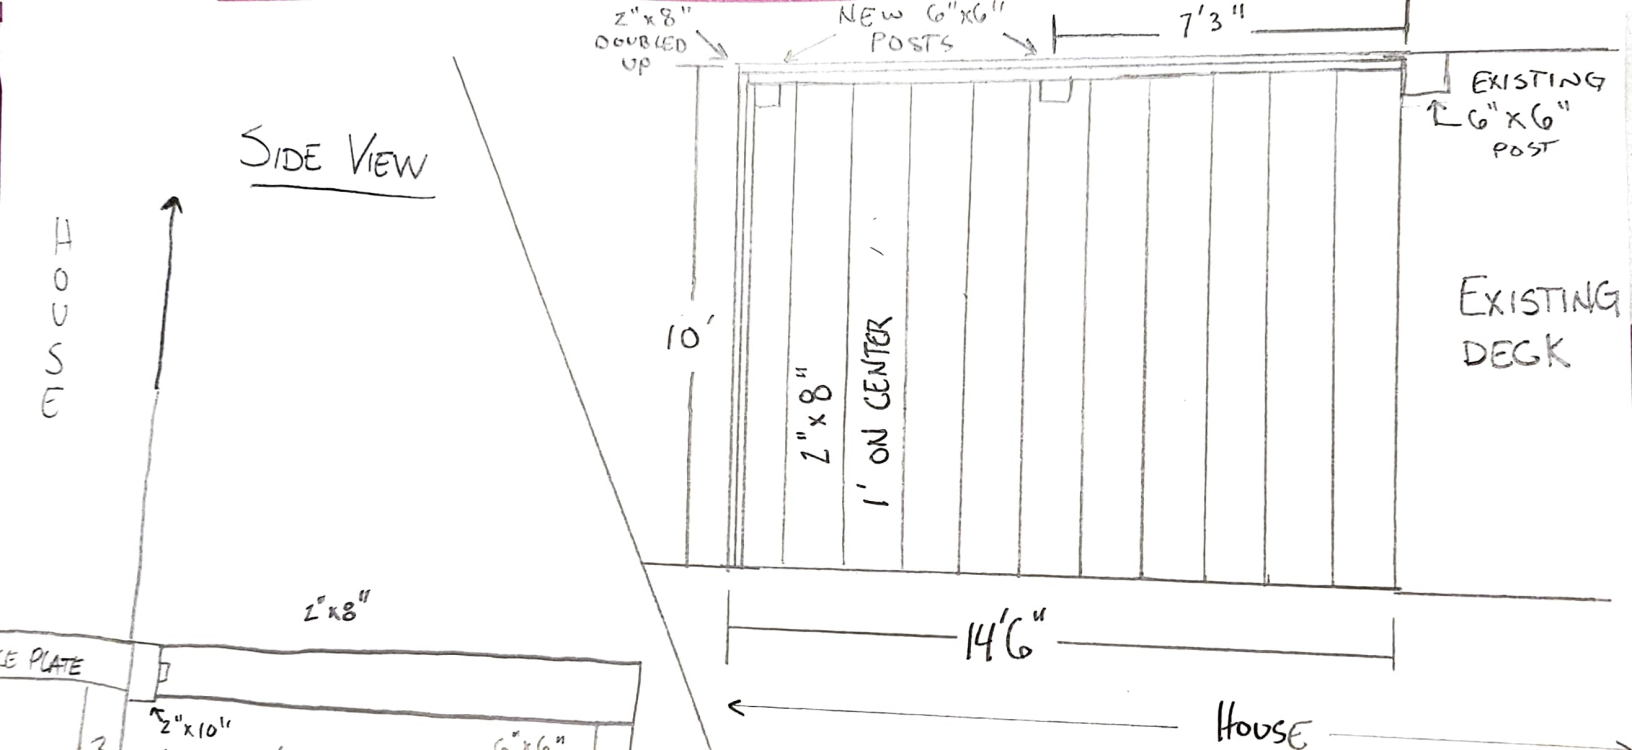 2"x8"
DOUBLED
UP
NEW 6"x6"
POSTS
7'3"
EXISTING
6"x6"
POST
SIDE VIEW
HOUSE
10'
2"x8"
1' ON CENTER
EXISTING
DECK
14'6"
HOUSE
2"x8"
PLATE
2"x10"
6"x6"